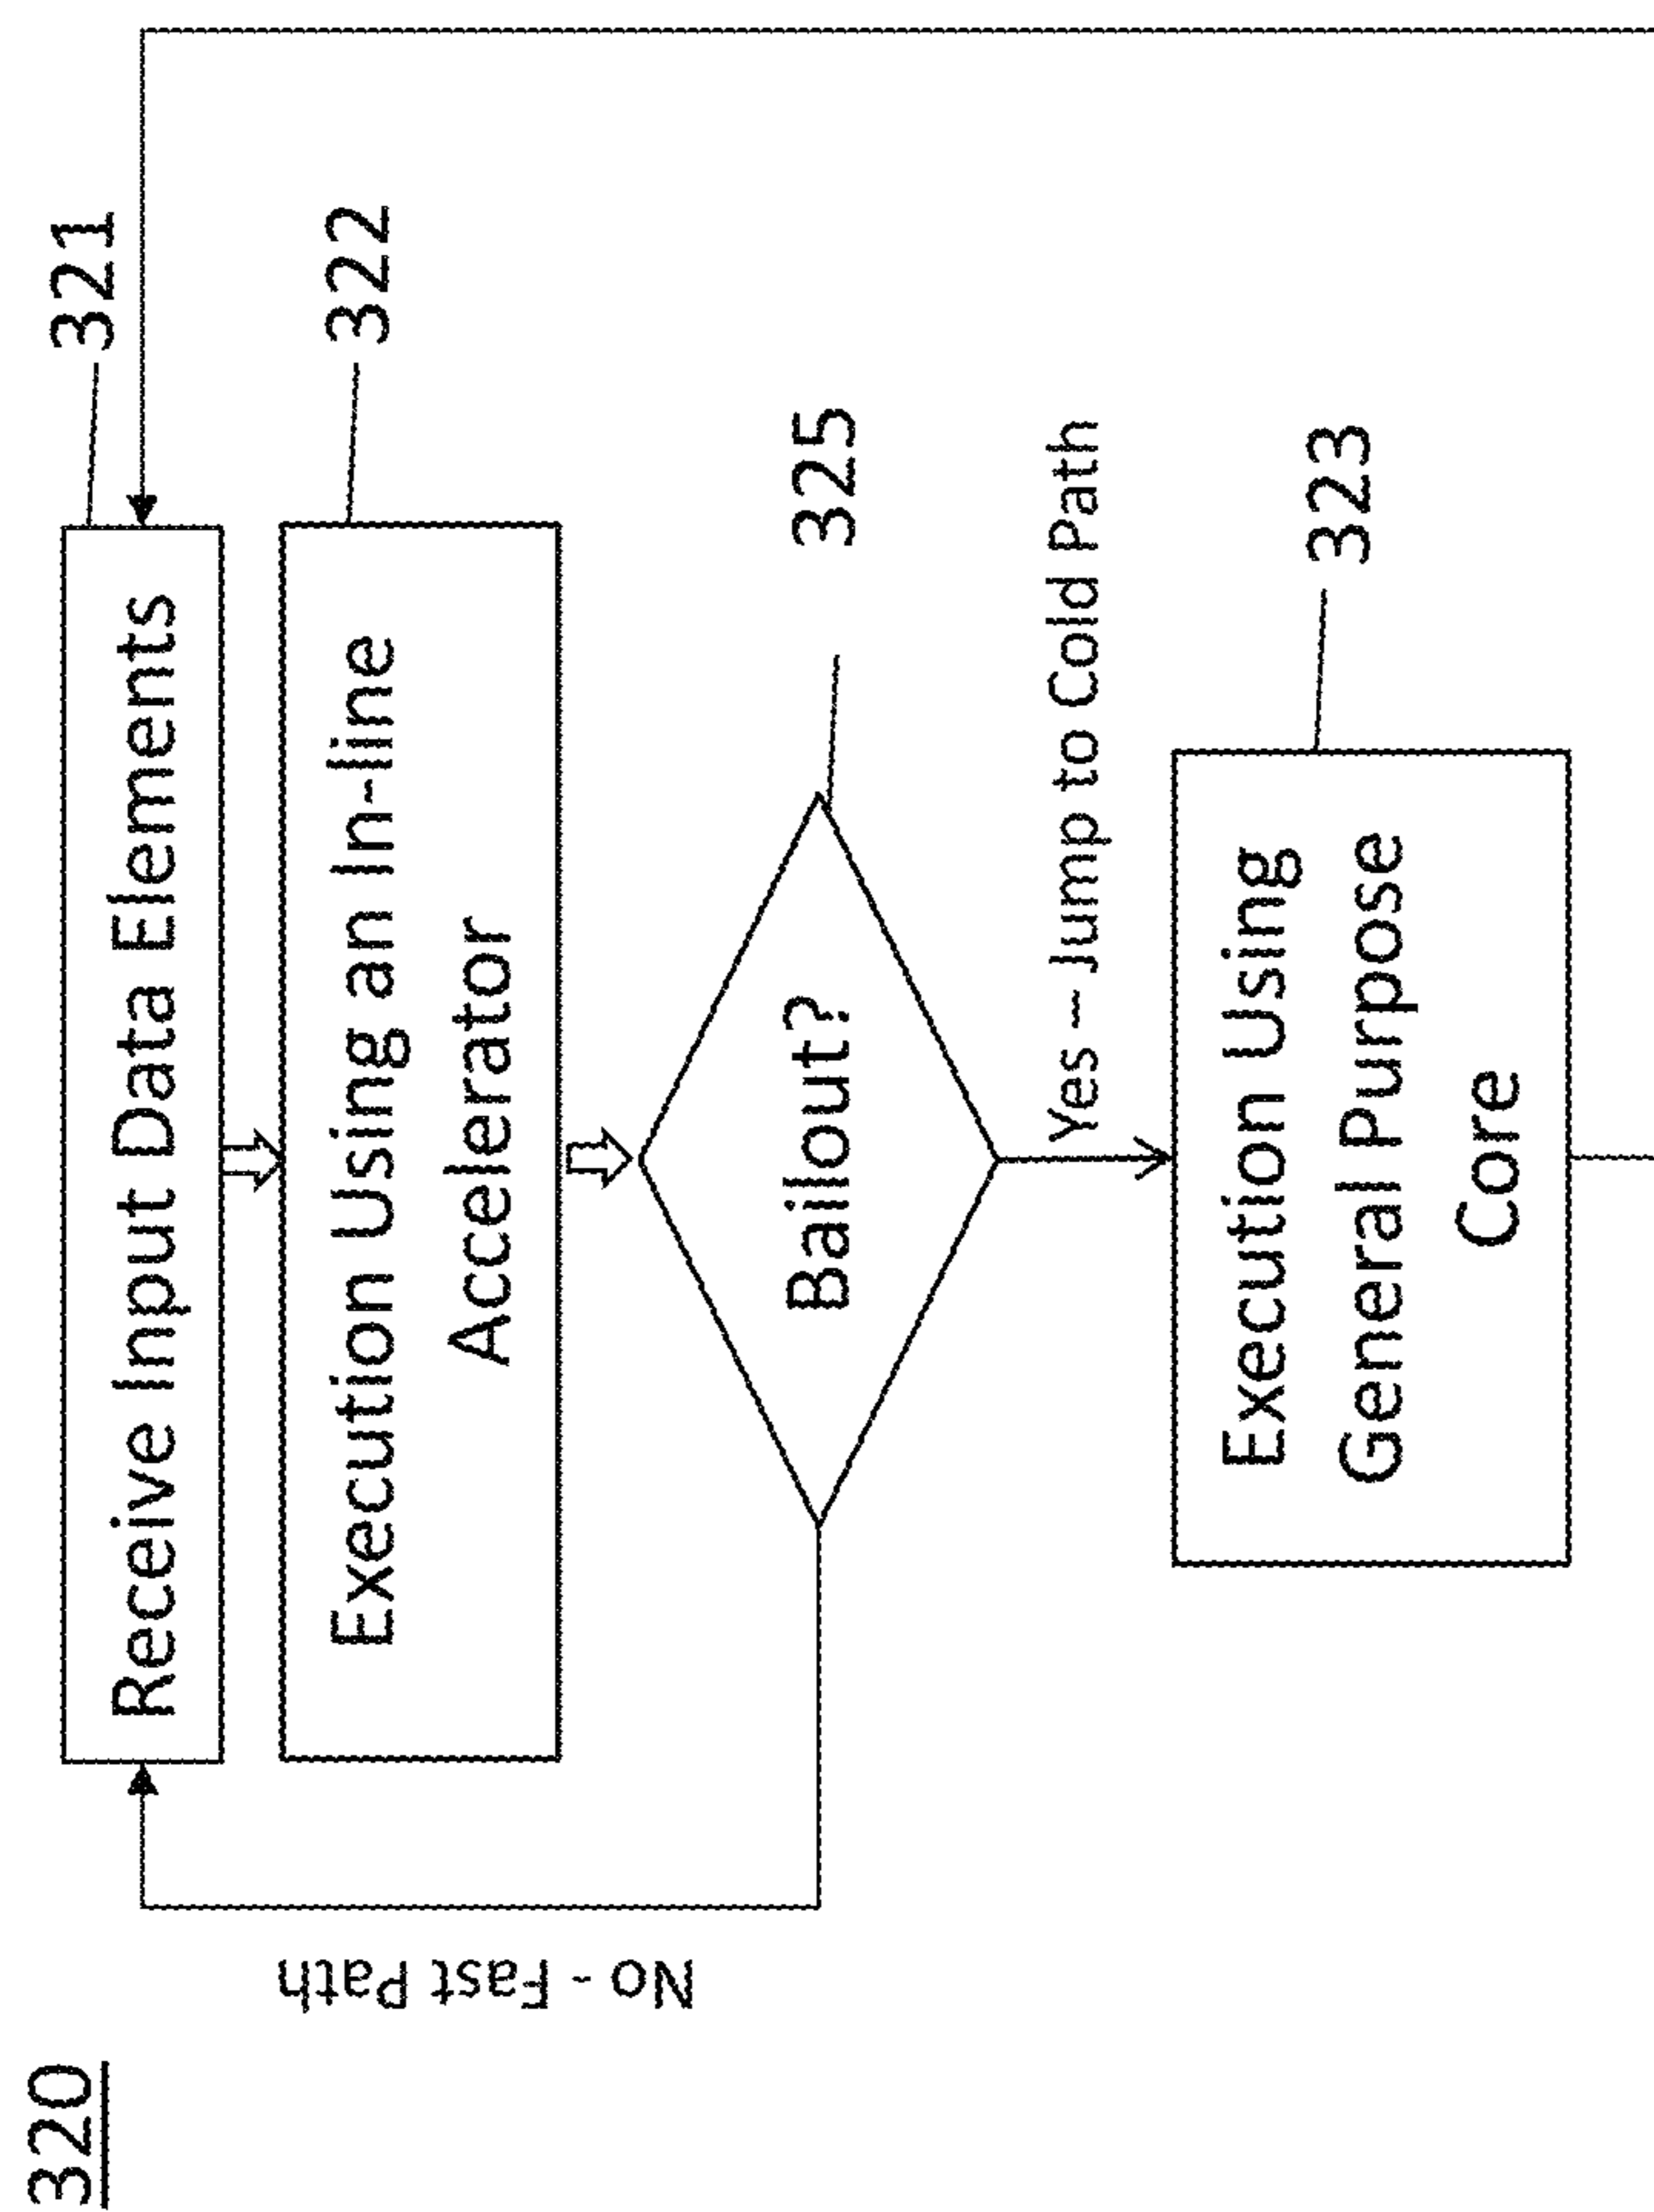 320
321
Receive Input Data Elements
322
Execution Using an In-line
Accelerator
325
Bailout?
No - Fast Path
Yes – Jump to Cold Path
323
Execution Using
General Purpose
Core